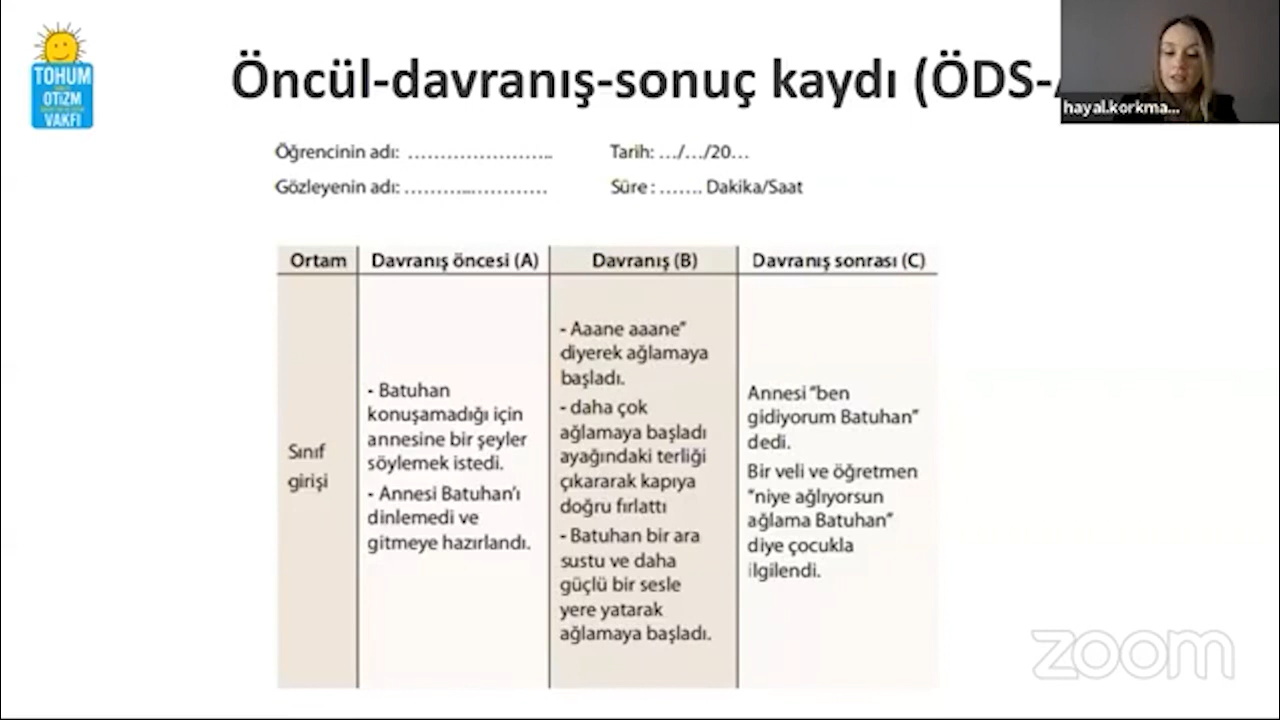 TOHUM
OTİZM
VAKFI
Öncül-davranış-sonuç kaydı (ÖDS-
hayal.korkma...
Öğrencinin adı: ........................ Tarih: .../.../20...
Gözleyenin adı: ......................... Süre : ....... Dakika/Saat
Ortam Davranış öncesi (A) Davranış (B) Davranış sonrası (C)
Sınıf
girişi
- Batuhan
konuşamadığı için
annesine bir şeyler
söylemek istedi.
- Annesi Batuhan’ı
dinlemedi ve
gitmeye hazırlandı.
- Aaane aaane”
diyerek ağlamaya
başladı.
- daha çok
ağlamaya başladı
ayağındaki terliği
çıkararak kapıya
doğru fırlattı
- Batuhan bir ara
sustu ve daha
güçlü bir sesle
yere yatarak
ağlamaya başladı.
Annesi “ben
gidiyorum Batuhan”
dedi.
Bir veli ve öğretmen
“niye ağlıyorsun
ağlama Batuhan”
diye çocukla
ilgilendi.
zoom